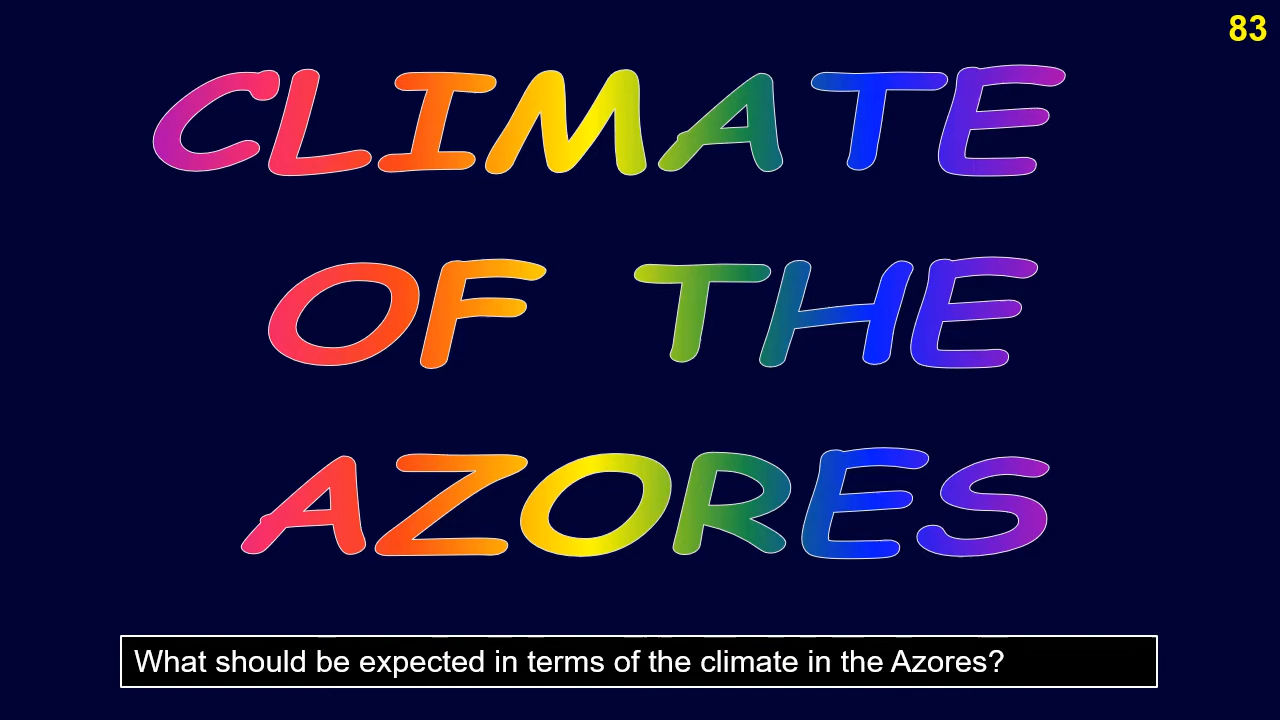 83
CLIMATE
OF THE
AZORES
What should be expected in terms of the climate in the Azores?